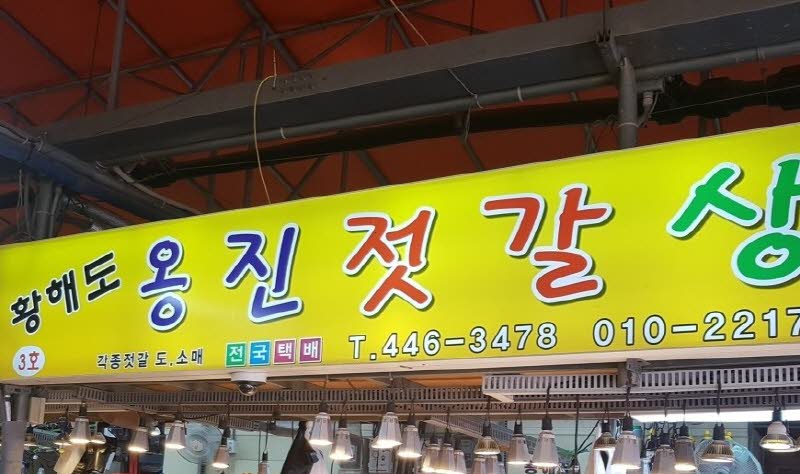 황해도 옹진 젓갈 생
3호 각종젓갈 도.소매 전국택배 T.446-3478 010-2217